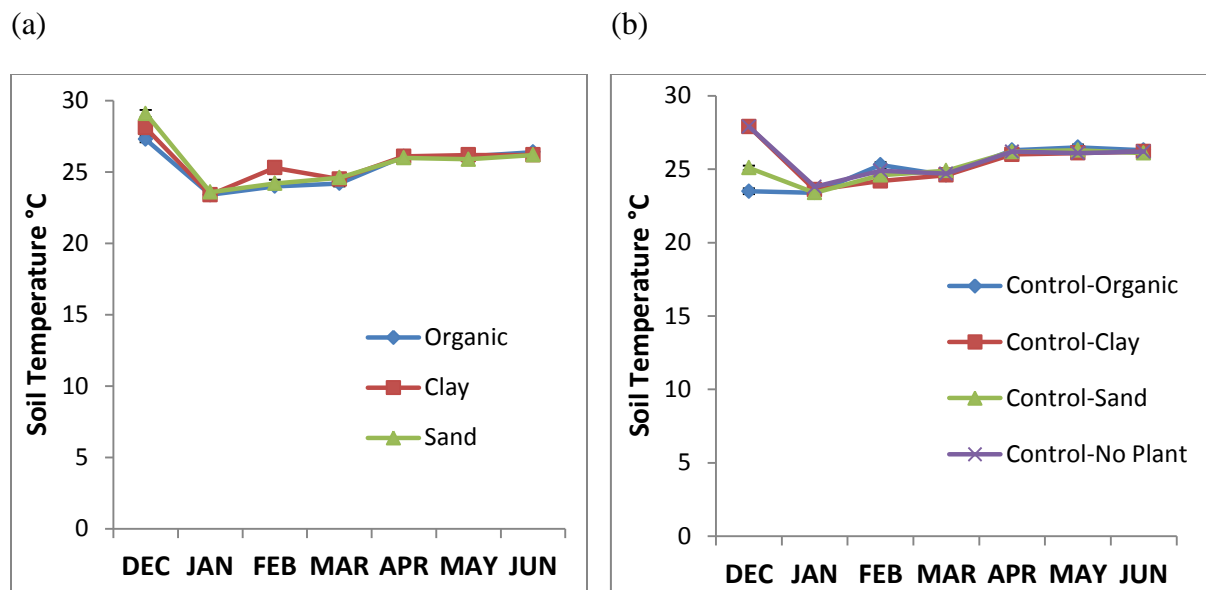 (a)
(b)
Soil Temperature °C
30
25
20
15
10
5
0
DEC JAN FEB MAR APR MAY JUN
Organic
Clay
Sand
Soil Temperature °C
30
25
20
15
10
5
0
DEC JAN FEB MAR APR MAY JUN
Control-Organic
Control-Clay
Control-Sand
Control-No Plant